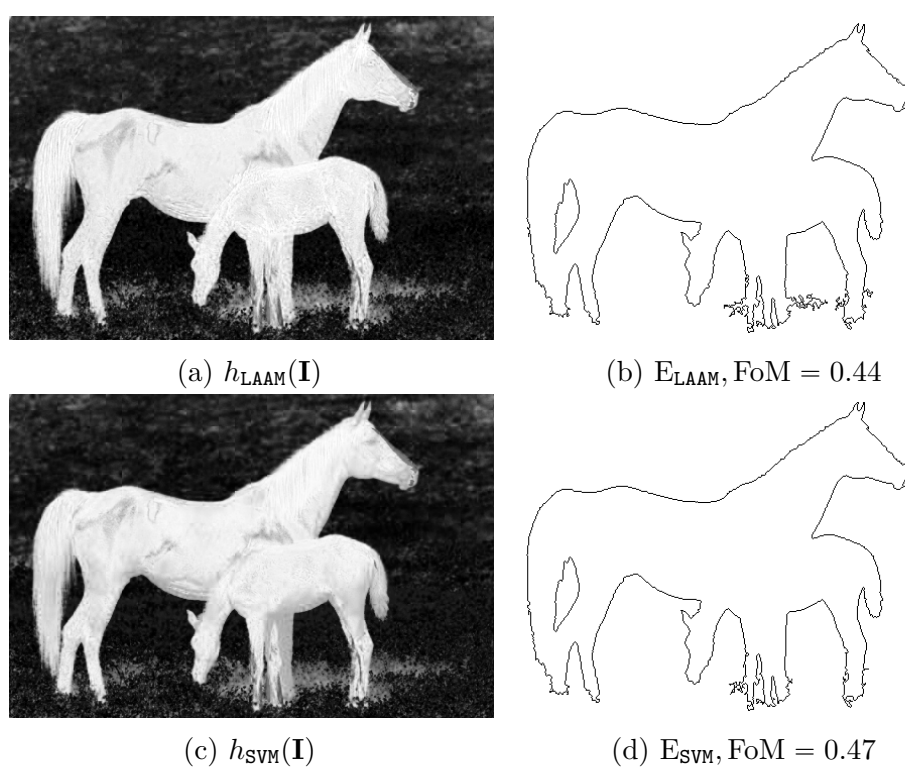 (a) h_LAAM(I)
(b) E_LAAM, FoM = 0.44
(c) h_SVM(I)
(d) E_SVM, FoM = 0.47